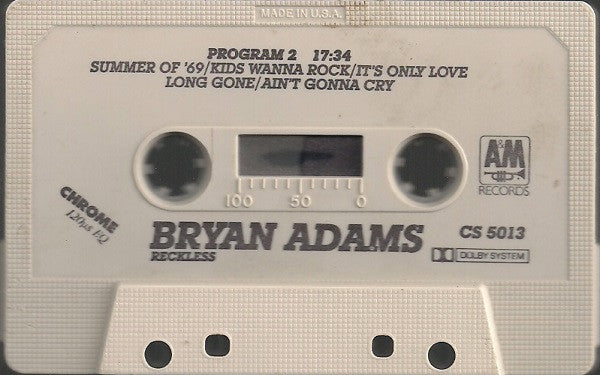 MADE IN U.S.A.
PROGRAM 2 17:34
SUMMER OF '69/KIDS WANNA ROCK/IT'S ONLY LOVE
LONG GONE/AIN'T GONNA CRY
A&M
RECORDS
100 50 0
CHROME
120µs EQ
BRYAN ADAMS
RECKLESS
CS 5013
DOLBY SYSTEM